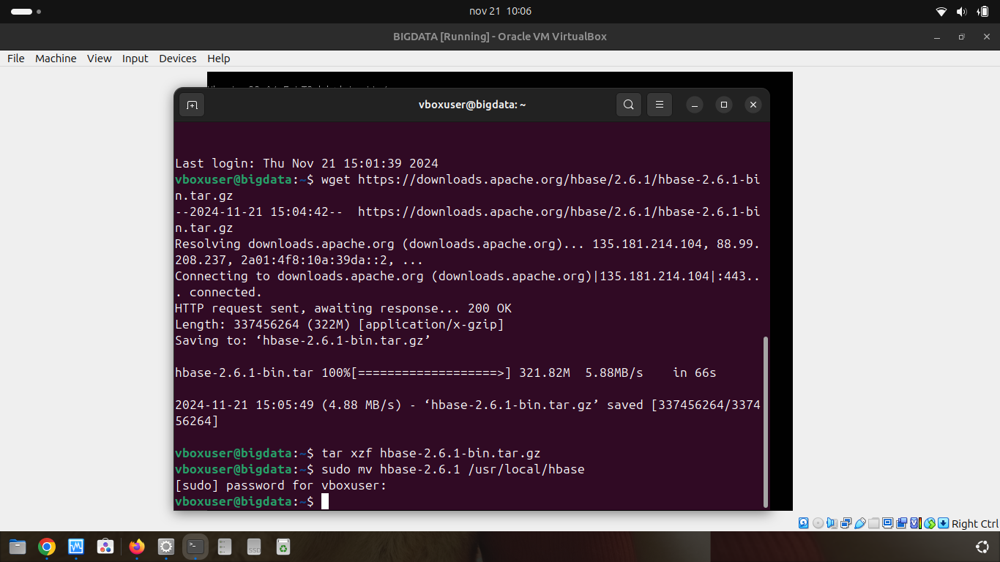 nov 21 10:06
BIGDATA [Running] - Oracle VM VirtualBox
File Machine View Input Devices Help
vboxuser@bigdata: ~
Last login: Thu Nov 21 15:01:39 2024
vboxuser@bigdata:~$ wget https://downloads.apache.org/hbase/2.6.1/hbase-2.6.1-bi
n.tar.gz
--2024-11-21 15:04:42--  https://downloads.apache.org/hbase/2.6.1/hbase-2.6.1-bi
n.tar.gz
Resolving downloads.apache.org (downloads.apache.org)... 135.181.214.104, 88.99.
208.237, 2a01:4f8:10a:39da::2, ...
Connecting to downloads.apache.org (downloads.apache.org)|135.181.214.104|:443..
. connected.
HTTP request sent, awaiting response... 200 OK
Length: 337456264 (322M) [application/x-gzip]
Saving to: ‘hbase-2.6.1-bin.tar.gz’
hbase-2.6.1-bin.tar 100%[===================>] 321.82M  5.88MB/s    in 66s
2024-11-21 15:05:49 (4.88 MB/s) - ‘hbase-2.6.1-bin.tar.gz’ saved [337456264/3374
56264]
vboxuser@bigdata:~$ tar xzf hbase-2.6.1-bin.tar.gz
vboxuser@bigdata:~$ sudo mv hbase-2.6.1 /usr/local/hbase
[sudo] password for vboxuser:
vboxuser@bigdata:~$
Right Ctrl
SSD